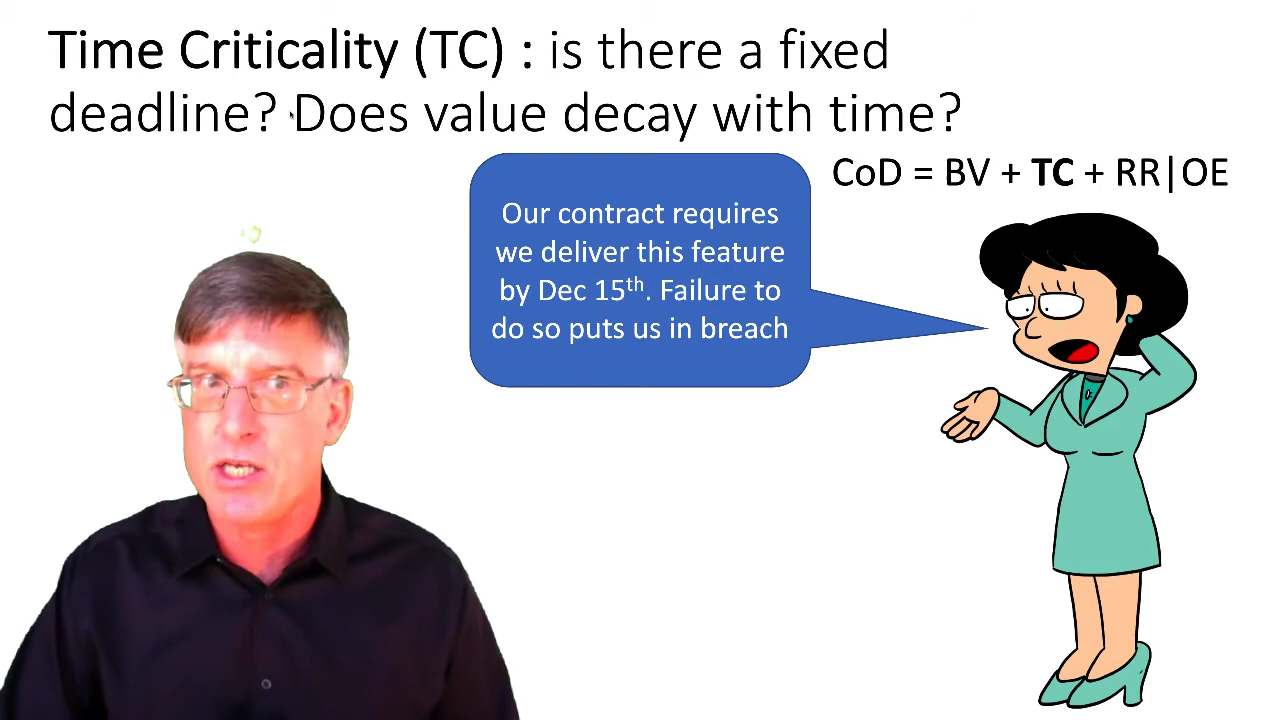 Time Criticality (TC) : is there a fixed
deadline? Does value decay with time?
CoD = BV + TC + RR|OE
Our contract requires
we deliver this feature
by Dec 15th. Failure to
do so puts us in breach